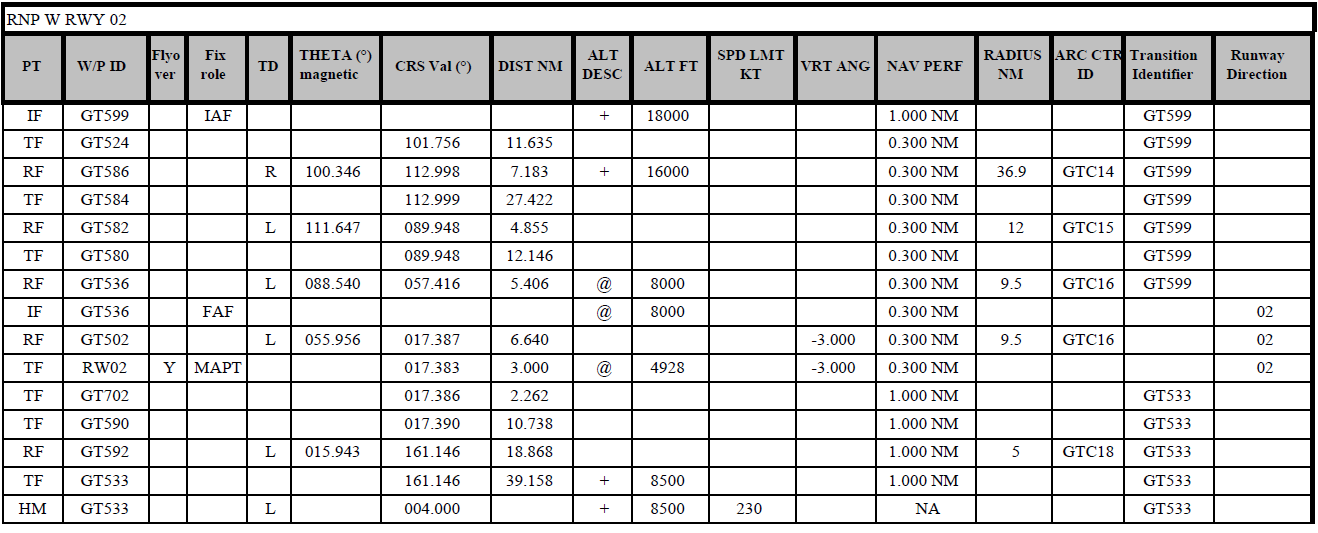 RNP W RWY 02
PT W/P ID Flyo ver Fix role TD THETA (°) magnetic CRS Val (°) DIST NM ALT DESC ALT FT SPD LMT KT VRT ANG NAV PERF RADIUS NM ARC CTR ID Transition Identifier Runway Direction
IF GT599 IAF + 18000 1.000 NM GT599
TF GT524 101.756 11.635 0.300 NM GT599
RF GT586 R 100.346 112.998 7.183 + 16000 0.300 NM 36.9 GTC14 GT599
TF GT584 112.999 27.422 0.300 NM GT599
RF GT582 L 111.647 089.948 4.855 0.300 NM 12 GTC15 GT599
TF GT580 089.948 12.146 0.300 NM GT599
RF GT536 L 088.540 057.416 5.406 @ 8000 0.300 NM 9.5 GTC16 GT599
IF GT536 FAF @ 8000 0.300 NM 02
RF GT502 L 055.956 017.387 6.640 -3.000 0.300 NM 9.5 GTC16 02
TF RW02 Y MAPT 017.383 3.000 @ 4928 -3.000 0.300 NM 02
TF GT702 017.386 2.262 1.000 NM GT533
TF GT590 017.390 10.738 1.000 NM GT533
RF GT592 L 015.943 161.146 18.868 1.000 NM 5 GTC18 GT533
TF GT533 161.146 39.158 + 8500 1.000 NM GT533
HM GT533 L 004.000 + 8500 230 NA GT533